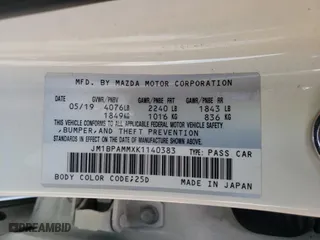 MFD. BY MAZDA MOTOR CORPORATION
GVWR/PNBV GAWR/PNBE FRT GAWR/PNBE RR
05/19 4076LB 2240 LB 1843 LB
1849KG 1016 KG 836 KG
THIS VEHICLE CONFORMS TO ALL APPLICABLE FEDERAL MOTOR VEHICLE SAFETY
BUMPER, AND THEFT PREVENTION
STANDARDS IN EFFECT ON THE DATE OF MANUFACTURE SHOWN ABOVE.
JM1BPAMMXK1140383 TYPE: PASS CAR
BODY COLOR CODE:25D
MADE IN JAPAN
DREAMBID